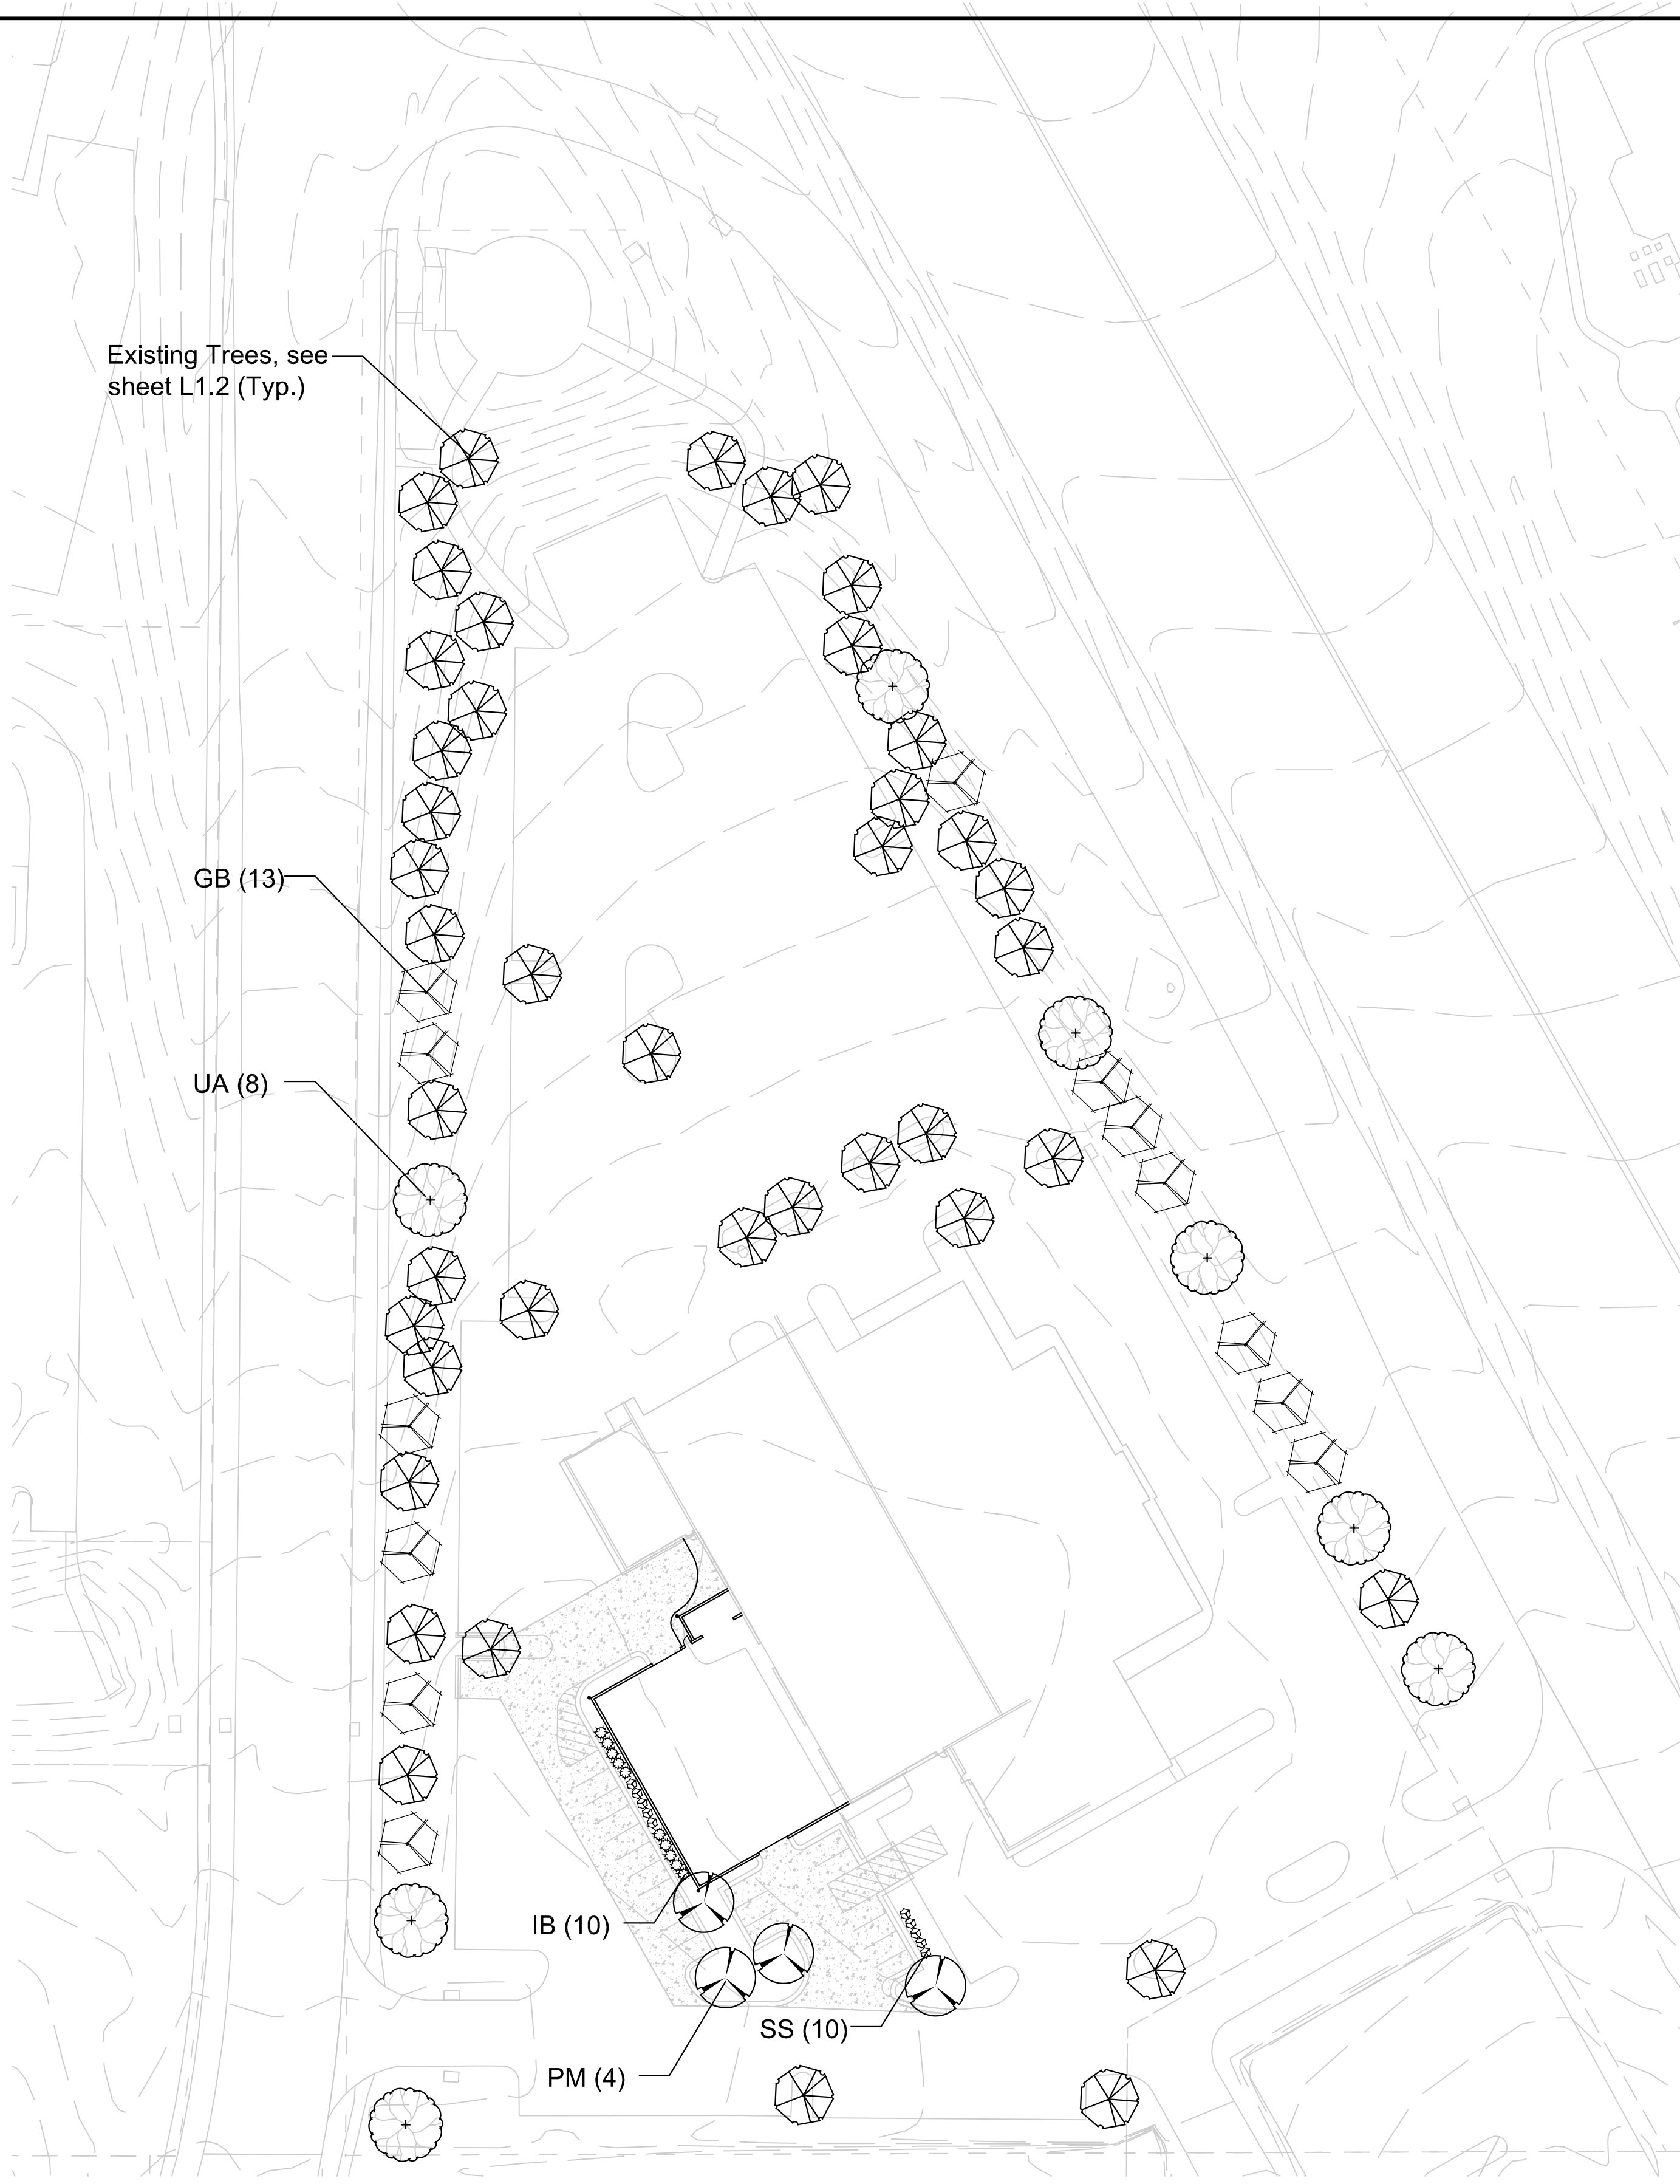 Existing Trees, see
sheet L1.2 (Typ.)
GB (13)
UA (8)
IB (10)
SS (10)
PM (4)